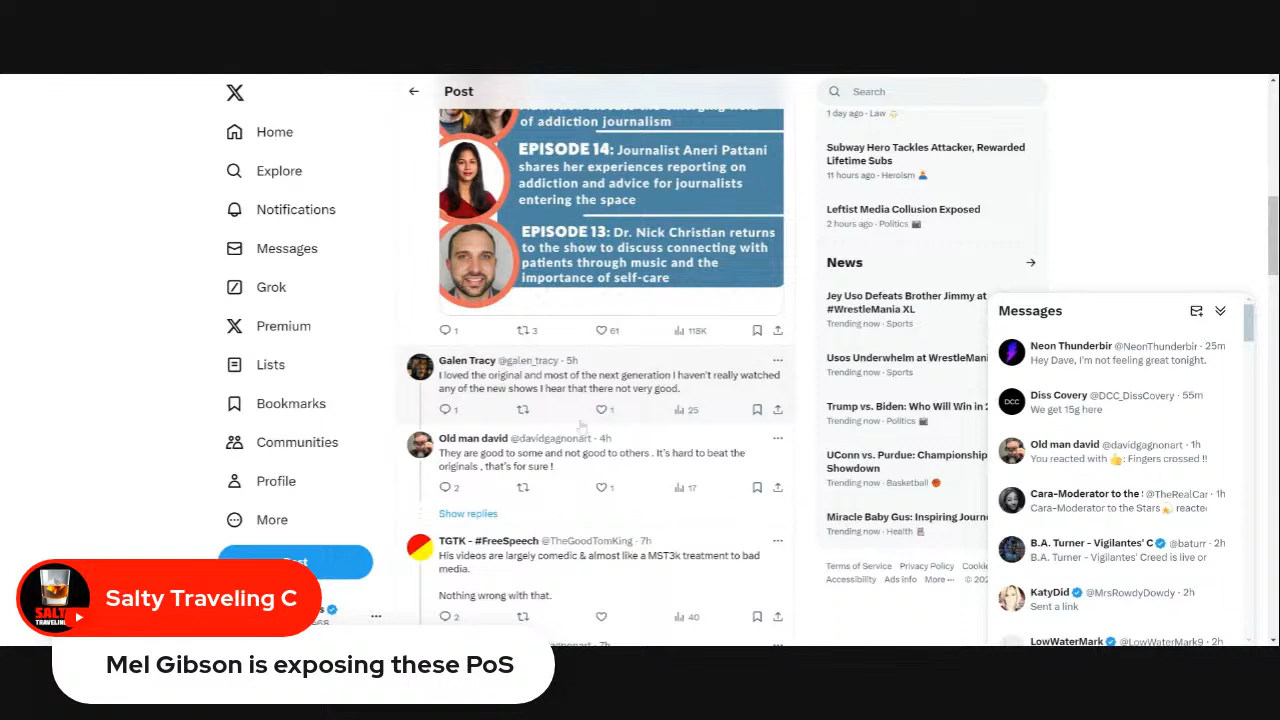 Home
Explore
Notifications
Messages
Grok
Premium
Lists
Bookmarks
Communities
Profile
More
Post
of addiction journalism
EPISODE 14: Journalist Aneri Pattani
shares her experiences reporting on
addiction and advice for journalists
entering the space
EPISODE 13: Dr. Nick Christian returns
to the show to discuss connecting with
patients through music and the
importance of self-care
1 3 61 118K
Galen Tracy @galen_tracy · 5h
I loved the original and most of the next generation I haven't really watched
any of the new shows I hear that there not very good.
1 1 25
Old man david @davidgagnonart · 4h
They are good to some and not good to others . It's hard to beat the
originals , that's for sure !
2 1 17
Show replies
TGTK - #FreeSpeech @TheGoodTomKing · 7h
His videos are largely comedic & almost like a MST3k treatment to bad
media.
Nothing wrong with that.
2 40
Search
1 day ago · Law
Subway Hero Tackles Attacker, Rewarded
Lifetime Subs
11 hours ago · Heroism
Leftist Media Collusion Exposed
2 hours ago · Politics
News
Jey Uso Defeats Brother Jimmy at
#WrestleMania XL
Trending now · Sports
Usos Underwhelm at WrestleMani
Trending now · Sports
Trump vs. Biden: Who Will Win in 2
Trending now · Politics
UConn vs. Purdue: Championship
Showdown
Trending now · Basketball
Miracle Baby Gus: Inspiring Journ
Trending now · Health
Terms of Service Privacy Policy Cookie
Accessibility Ads info More ··· © 202
Messages
Neon Thunderbir @NeonThunderbir · 25m
Hey Dave, I'm not feeling great tonight.
DCC
Diss Covery @DCC_DissCovery · 55m
We get 15g here
Old man david @davidgagnonart · 1h
You reacted with 👍: Fingers crossed !!
Cara-Moderator to the @TheRealCar · 1h
Cara-Moderator to the Stars reacte
B.A. Turner - Vigilantes' C @baturr · 2h
B.A. Turner - Vigilantes' Creed is live or
KatyDid @MrsRowdyDowdy · 2h
Sent a link
LowWaterMark @LowWaterMark9 · 2h
SALTY
TRAVELING
Salty Traveling C
Mel Gibson is exposing these PoS